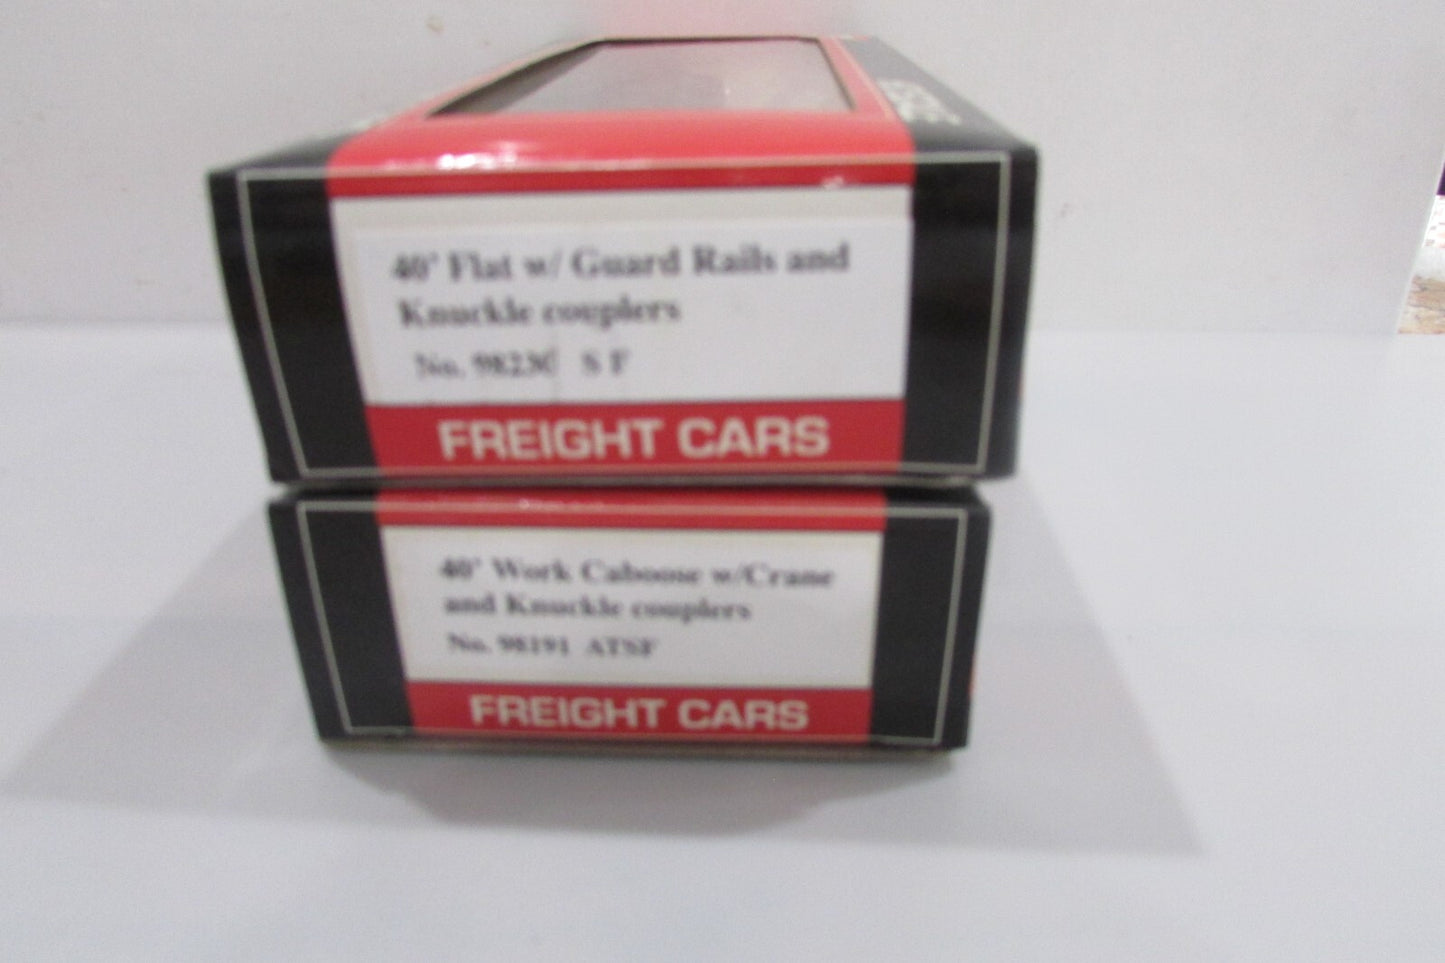 40' Flat w/ Guard Rails and
Knuckle couplers
No. 98230 S F
FREIGHT CARS
40' Work Caboose w/Crane
and Knuckle couplers
No. 98191 ATSF
FREIGHT CARS